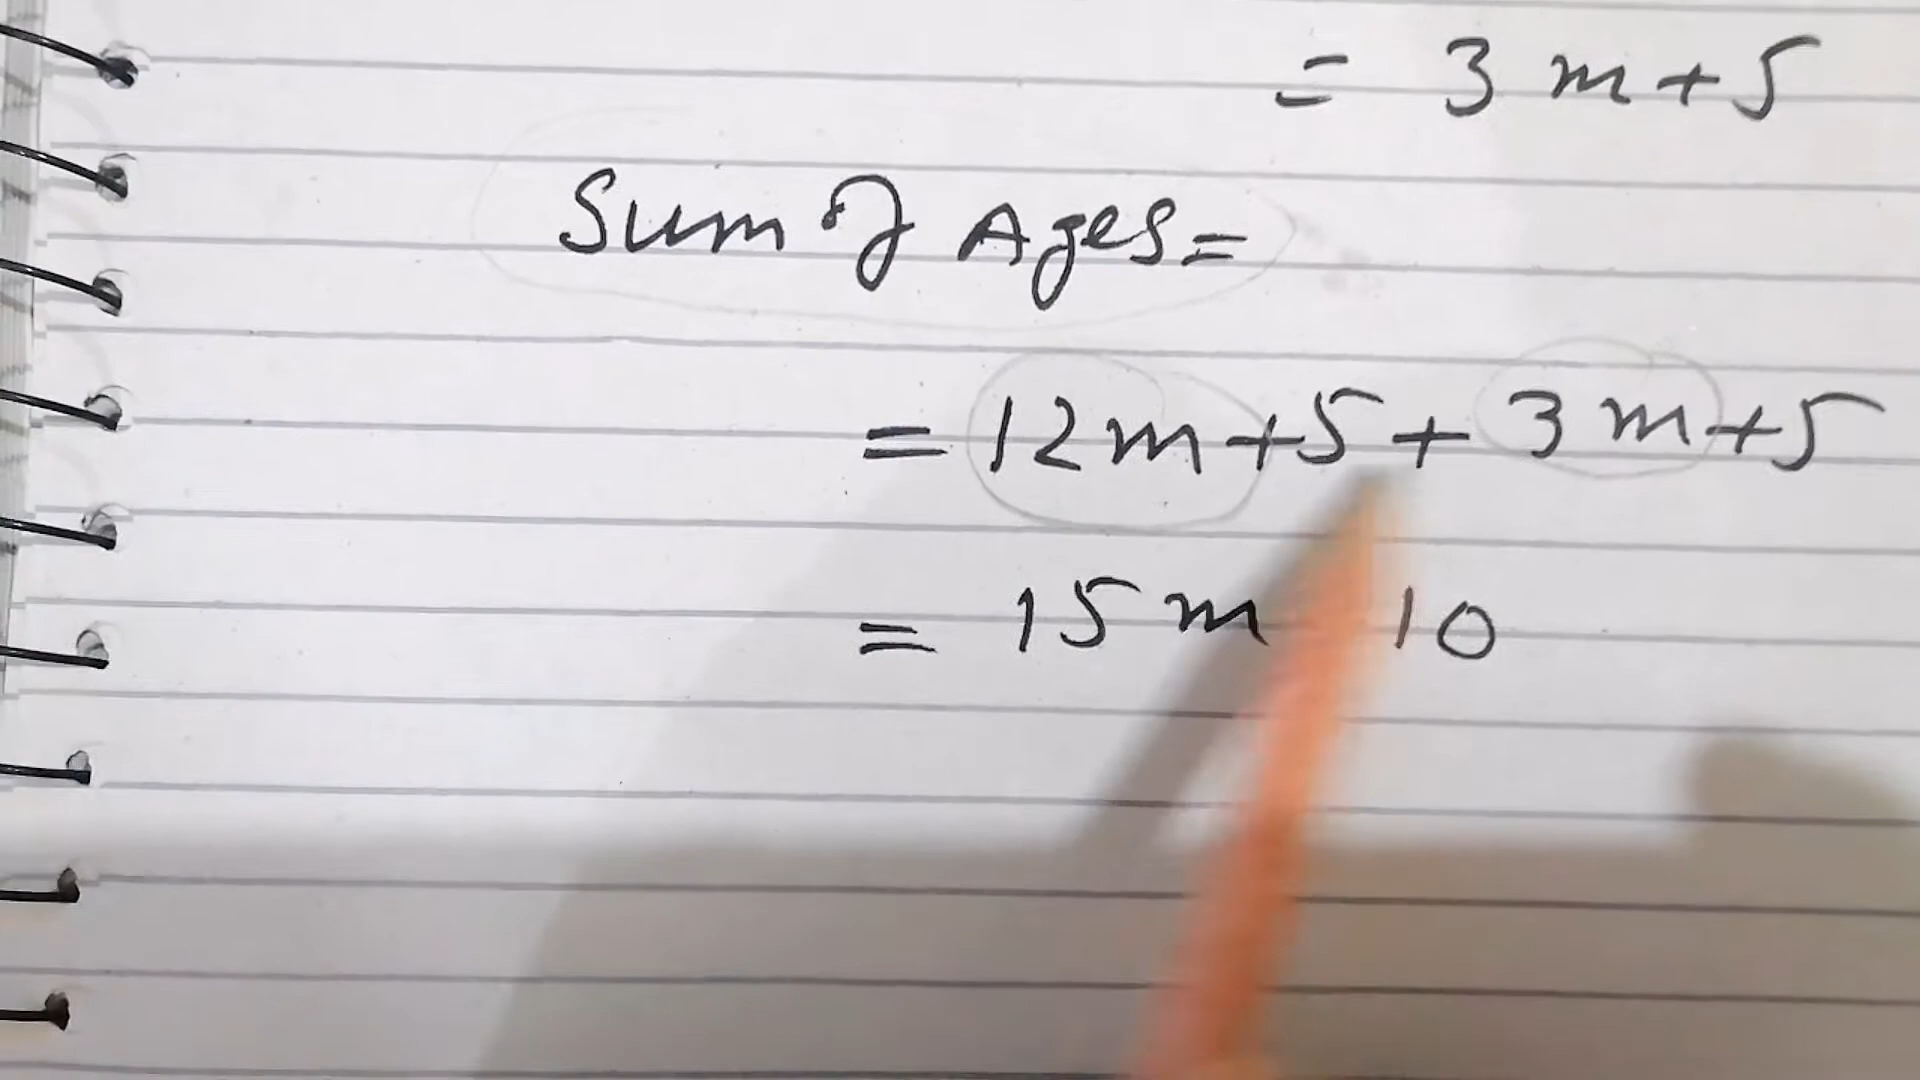 = 3m+5
Sum of Ages=
= 12m+5+3m+5
= 15m 10